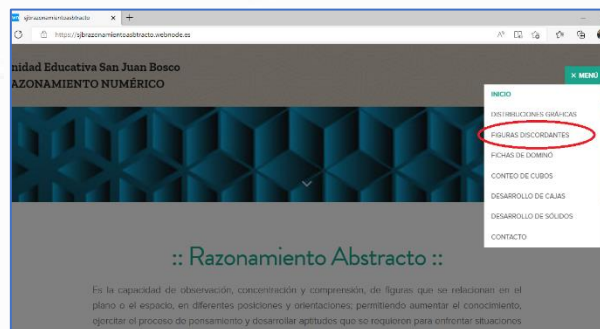 sjbrazonamientoasbtracto
https://sjbrazonamientoasbtracto.webnode.es
nidad Educativa San Juan Bosco
AZONAMIENTO NUMÉRICO
× MENÚ
INICIO
DISTRIBUCIONES GRÁFICAS
FIGURAS DISCORDANTES
FICHAS DE DOMINÓ
CONTEO DE CUBOS
DESARROLLO DE CAJAS
DESARROLLO DE SÓLIDOS
CONTACTO
:: Razonamiento Abstracto ::
Es la capacidad de observación, concentración y comprensión, de figuras que se relacionan en el
plano o el espacio, en diferentes posiciones y orientaciones; permitiendo aumentar el conocimiento,
ejercitar el proceso de pensamiento y desarrollar aptitudes que se requieren para enfrentar situaciones